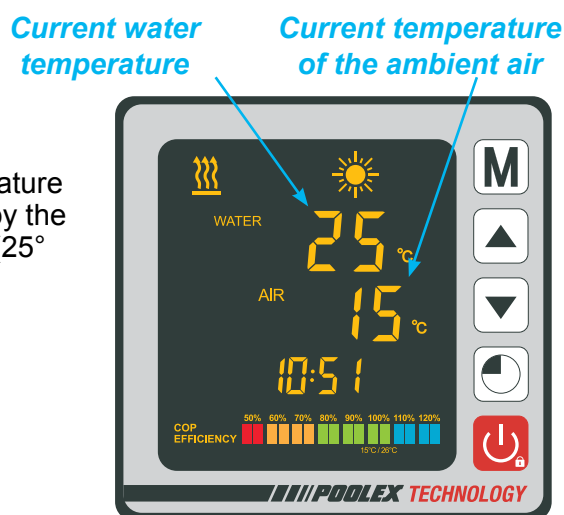 Current water
temperature
Current temperature
of the ambient air
ature
by the
25°
M
WATER
25 °C
AIR
15 °C
10:51
50% 60% 70% 80% 90% 100% 110% 120%
COP
EFFICIENCY
15°C / 26°C
POOLEX TECHNOLOGY